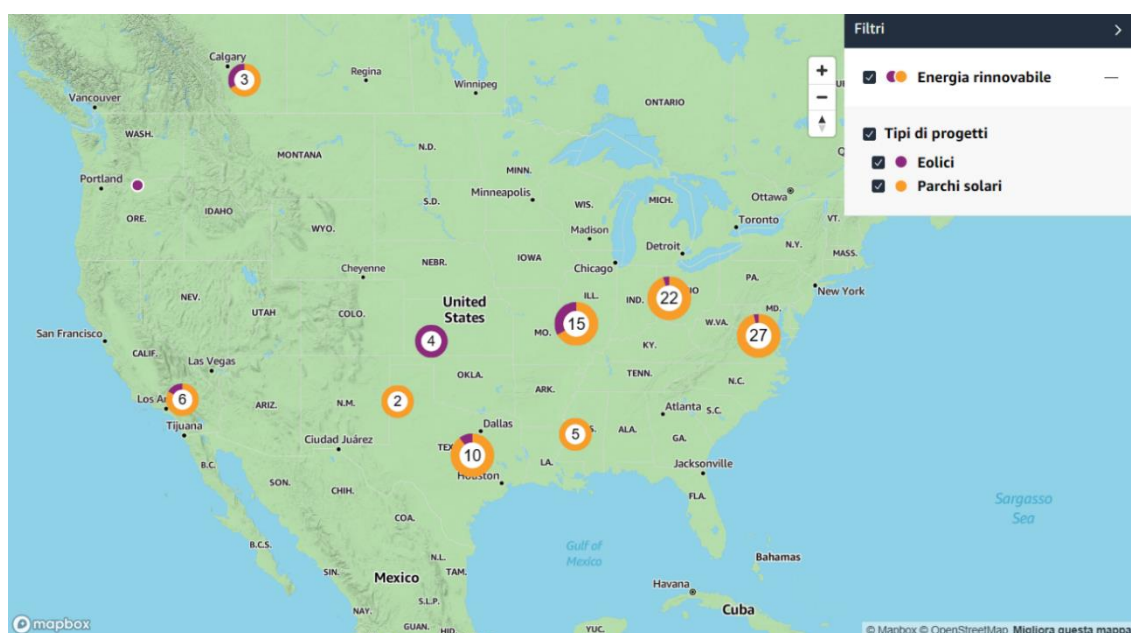 Filtri
Energia rinnovabile
Tipi di progetti
Eolici
Parchi solari
Calgary
3
Regina
Winnipeg
Vancouver
ONTARIO
WASH.
MONTANA
N.D.
MINN.
Portland
Minneapolis
Ottawa
ORE.
IDAHO
S.D.
WIS.
MICH.
Toronto
VT.
WYO.
Madison
Detroit
N.Y.
MASS.
Cheyenne
NEBR.
IOWA
Chicago
PA.
NEV.
UTAH
COLO.
United
States
ILL.
IND.
22
IO
New York
MD.
San Francisco
4
MO.
15
W.VA.
27
CALIF.
Las Vegas
KY.
OKLA.
TENN.
N.C.
Los A
6
ARIZ.
N.M.
2
ARK.
Atlanta
S.C.
Tijuana
Ciudad Juárez
Dallas
5
S.
ALA.
GA.
B.C.
TEX
10
LA.
Jacksonville
SON.
CHIH.
Houston
FLA.
COA.
Sargasso
Sea
B.C.S.
Gulf of
Mexico
N.L.
Bahamas
SIN.
Mexico
TAM.
Havana
NAY.
S.L.P.
Cuba
mapbox
GUAN.
HID.
YUC.
© Mapbox © OpenStreetMap Migliora questa mappa